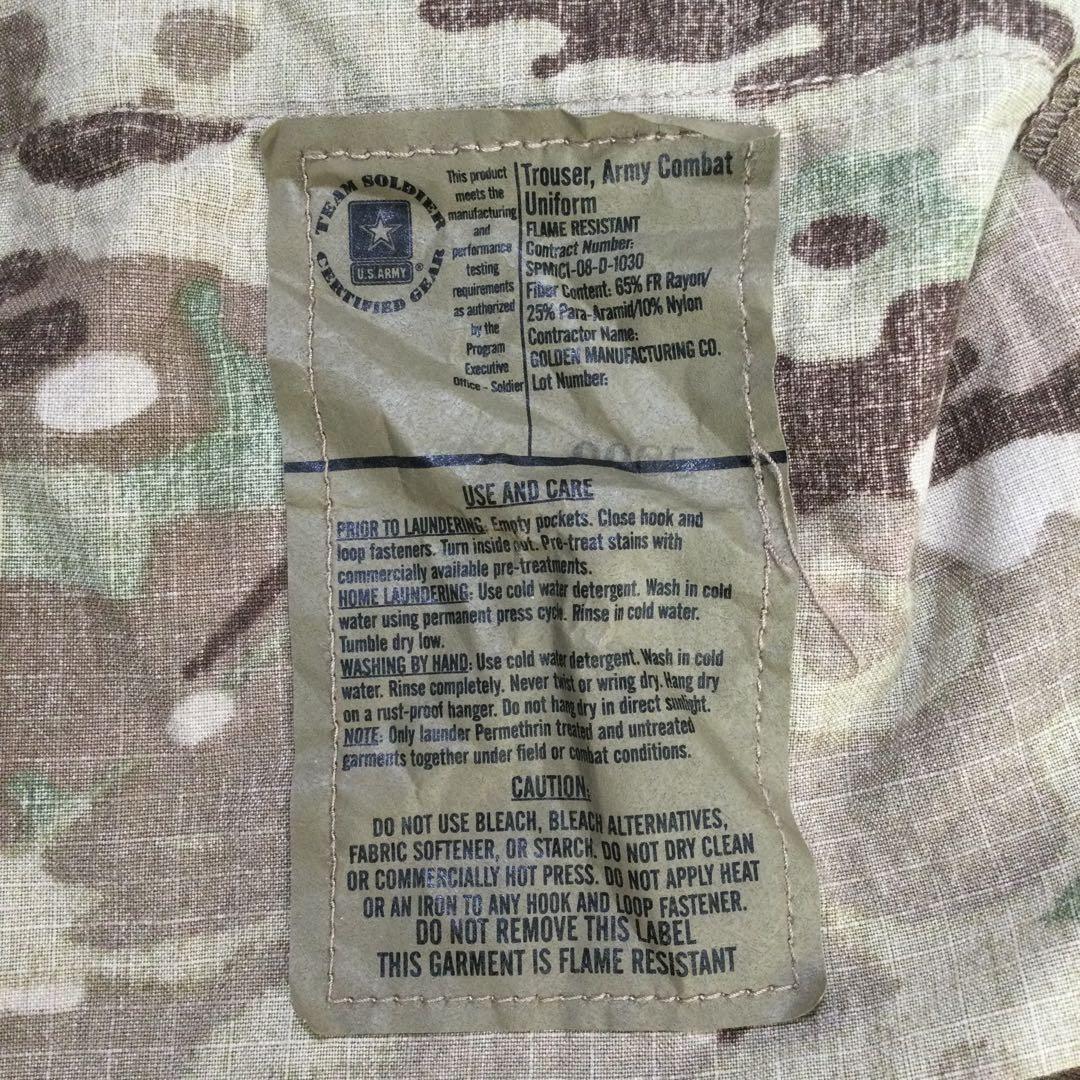 TEAM SOLDIER
CERTIFIED GEAR
U.S. ARMY®
This product
meets the
manufacturing
and
performance
testing
requirements
as authorized
by the
Program
Executive
Office - Soldier
Trouser, Army Combat
Uniform
FLAME RESISTANT
Contract Number:
SPM1C1-08-D-1030
Fiber Content: 65% FR Rayon/
25% Para-Aramid/10% Nylon
Contractor Name:
GOLDEN MANUFACTURING CO.
Lot Number:
USE AND CARE
PRIOR TO LAUNDERING: Empty pockets. Close hook and
loop fasteners. Turn inside out. Pre-treat stains with
commercially available pre-treatments.
HOME LAUNDERING: Use cold water detergent. Wash in cold
water using permanent press cycle. Rinse in cold water.
Tumble dry low.
WASHING BY HAND: Use cold water detergent. Wash in cold
water. Rinse completely. Never twist or wring dry. Hang dry
on a rust-proof hanger. Do not hang dry in direct sunlight.
NOTE: Only launder Permethrin treated and untreated
garments together under field or combat conditions.
CAUTION:
DO NOT USE BLEACH, BLEACH ALTERNATIVES,
FABRIC SOFTENER, OR STARCH. DO NOT DRY CLEAN
OR COMMERCIALLY HOT PRESS. DO NOT APPLY HEAT
OR AN IRON TO ANY HOOK AND LOOP FASTENER.
DO NOT REMOVE THIS LABEL
THIS GARMENT IS FLAME RESISTANT